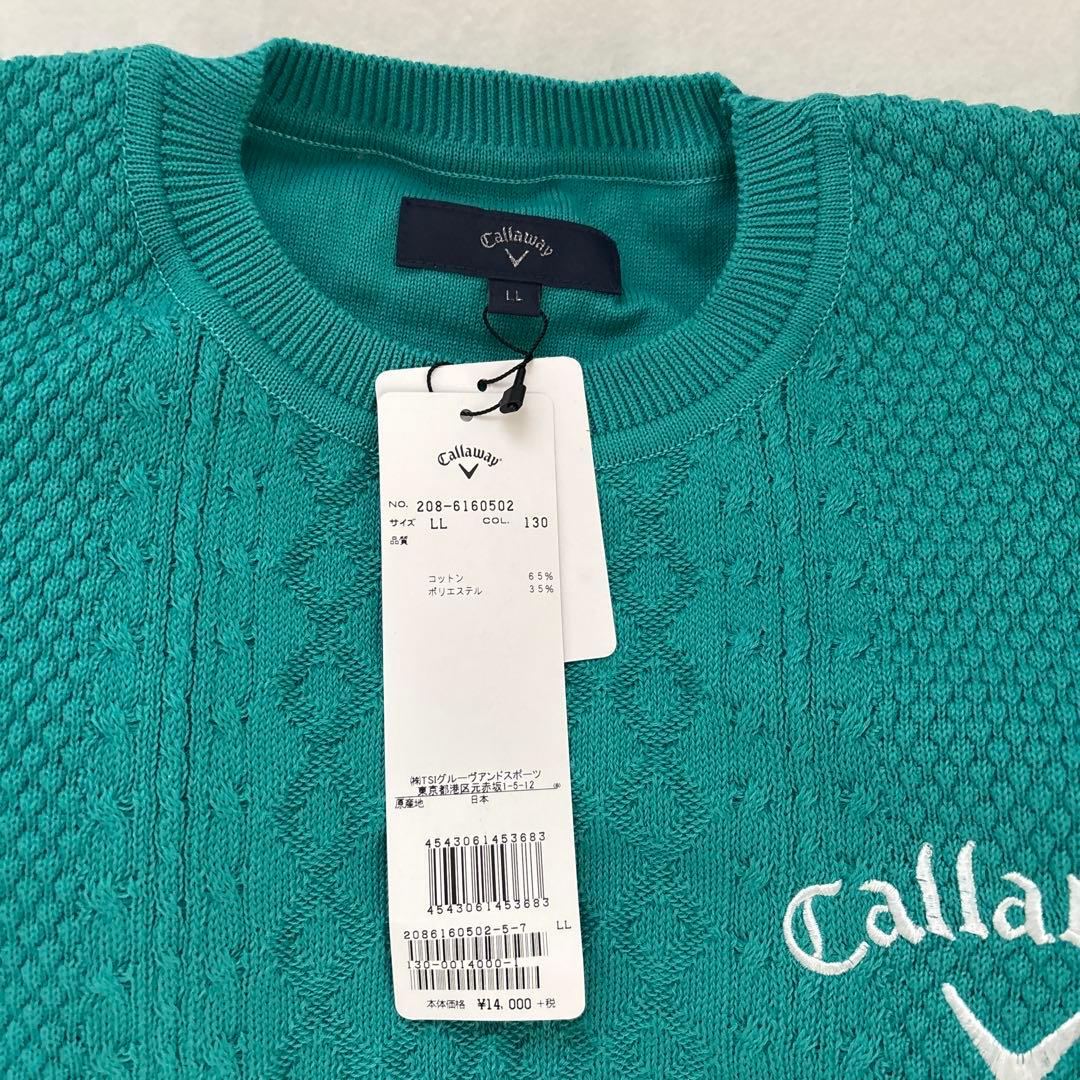 Callaway
LL
Callaway
NO. 208-6160502
サイズ LL COL. 130
品質
コットン 65%
ポリエステル 35%
㈱TSIグルーヴアンドスポーツ
東京都港区元赤坂1-5-12
原産地 日本
4543061453683
4543061453683
2086160502-5-7 LL
130-0014000-1
本体価格 ¥14,000 +税
Callaw